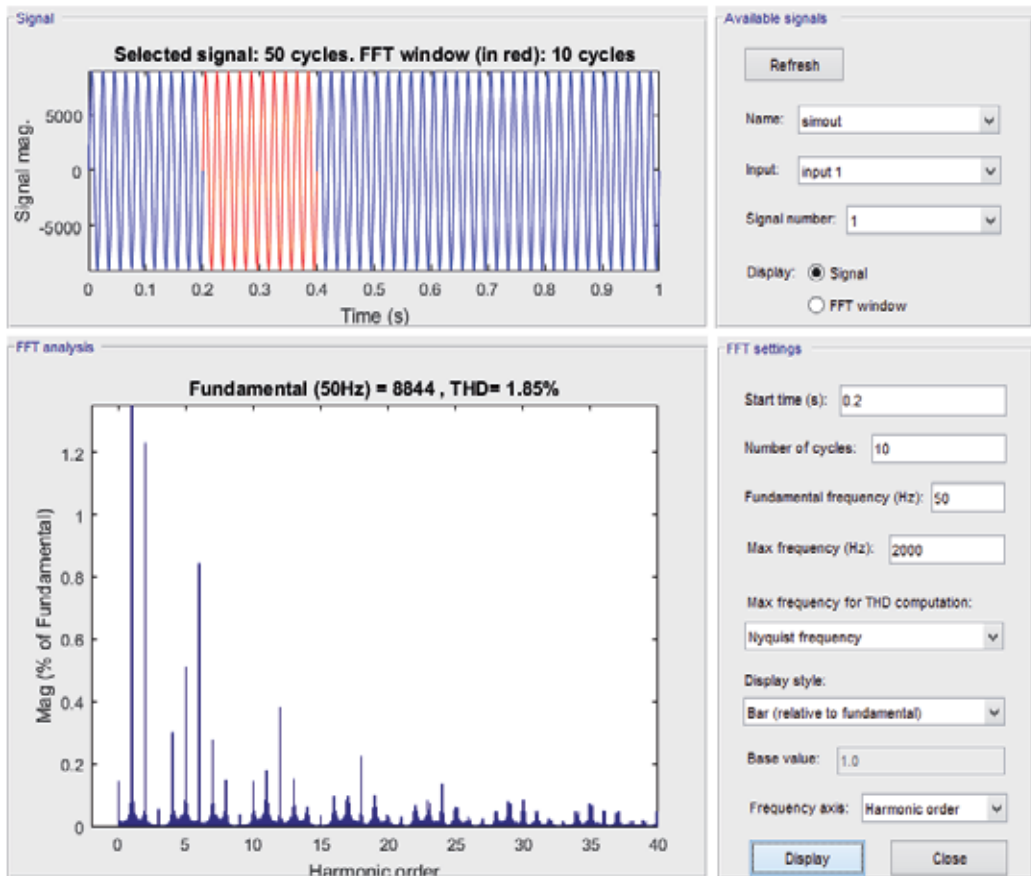 Signal
Selected signal: 50 cycles. FFT window (in red): 10 cycles
Signal mag.
5000
0
-5000
0 0.1 0.2 0.3 0.4 0.5 0.6 0.7 0.8 0.9 1
Time (s)
Available signals
Refresh
Name: simout
Input: input 1
Signal number: 1
Display: Signal
FFT window
FFT analysis
Fundamental (50Hz) = 8844 , THD= 1.85%
Mag (% of Fundamental)
1.2
1
0.8
0.6
0.4
0.2
0
0 5 10 15 20 25 30 35 40
Harmonic order
FFT settings
Start time (s): 0.2
Number of cycles: 10
Fundamental frequency (Hz): 50
Max frequency (Hz): 2000
Max frequency for THD computation:
Nyquist frequency
Display style:
Bar (relative to fundamental)
Base value: 1.0
Frequency axis: Harmonic order
Display Close